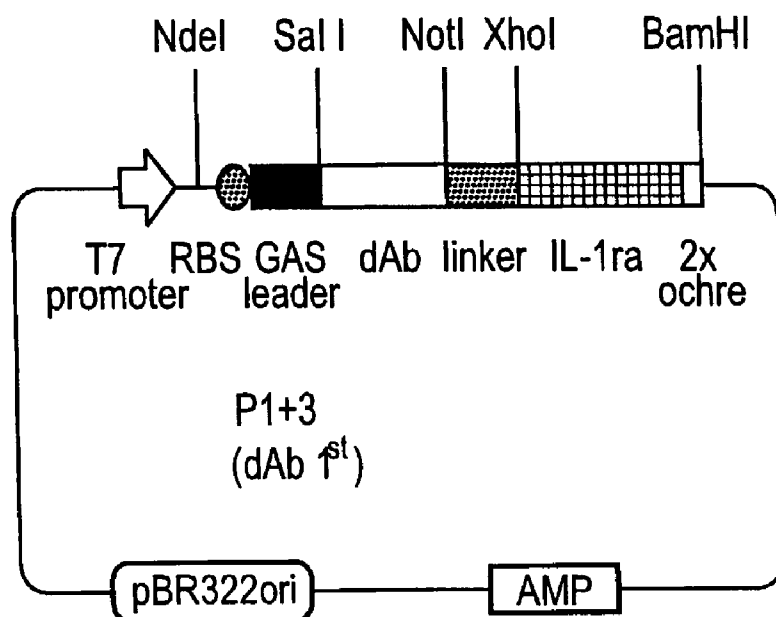 NdeI Sal I NotI XhoI BamHI
T7 RBS GAS dAb linker IL-1ra 2x
promoter leader ochre
P1+3
(dAb 1st)
pBR322ori AMP